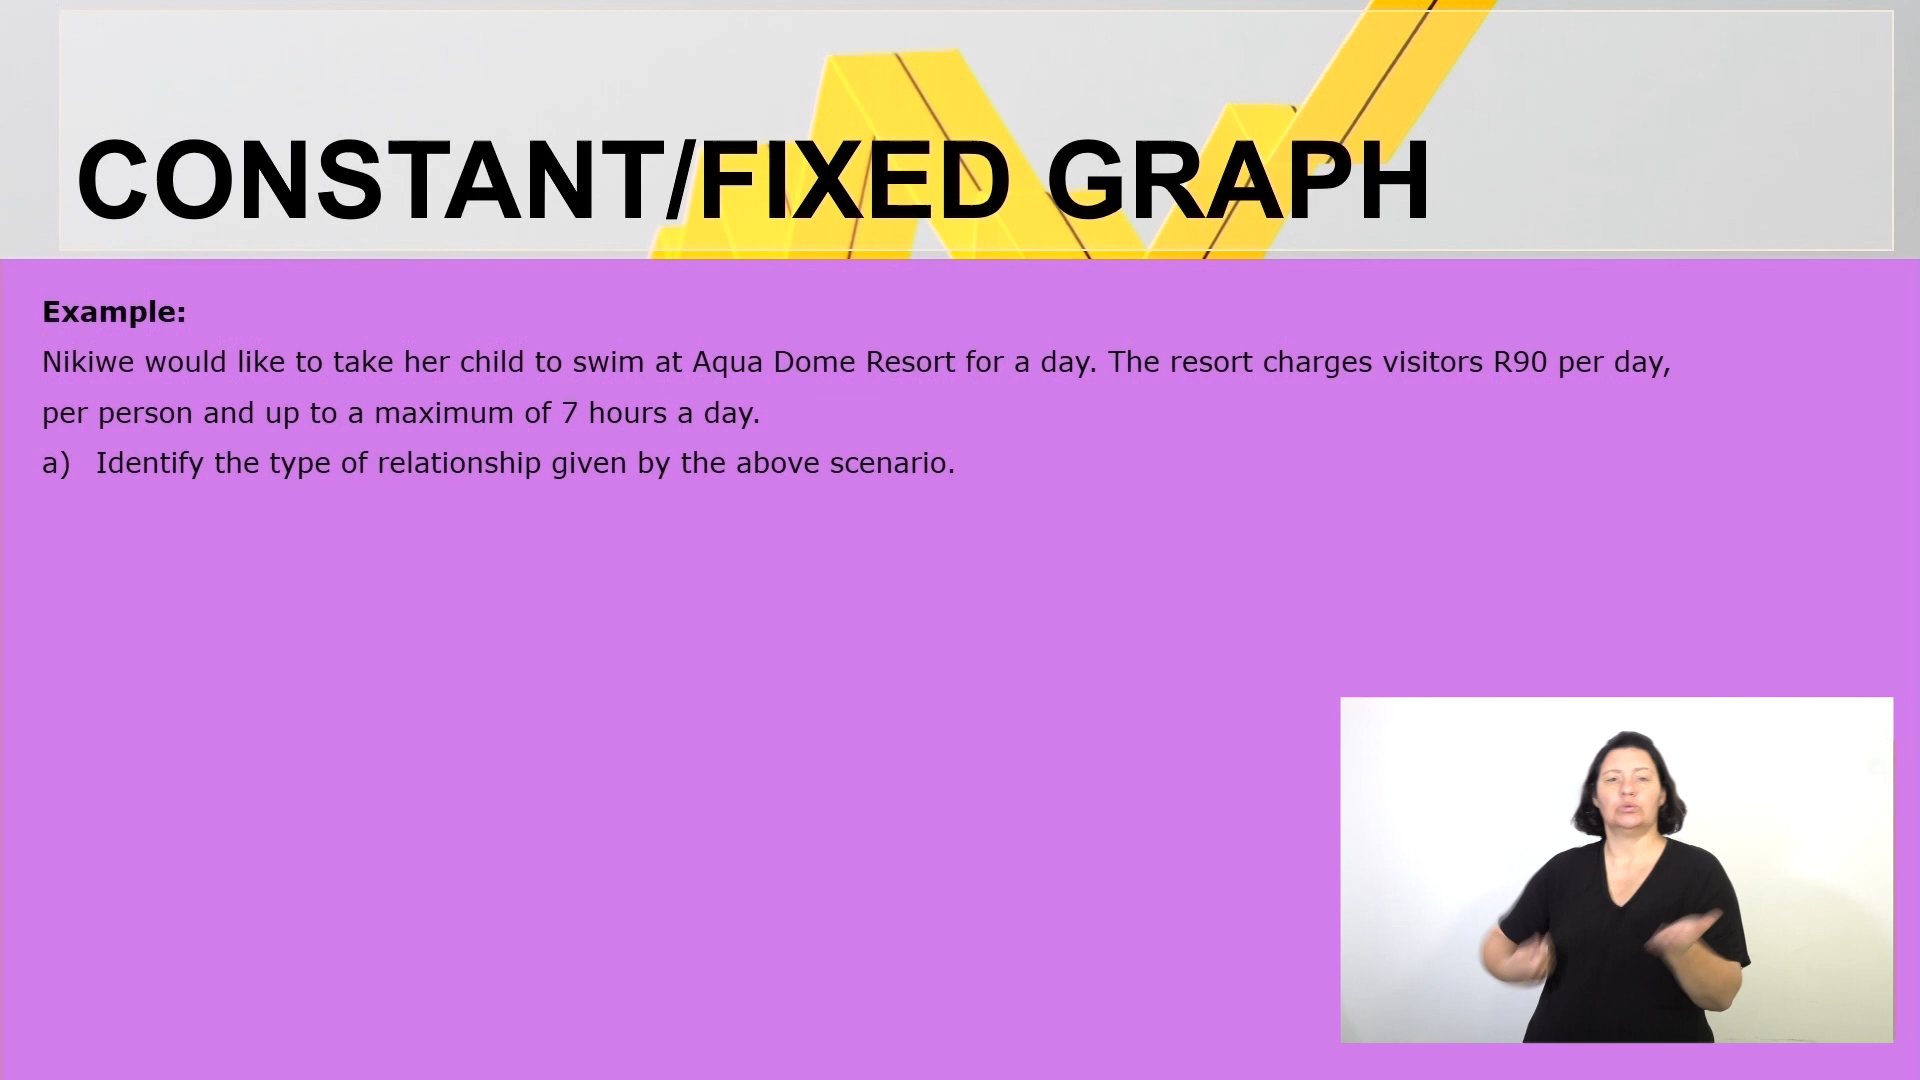 CONSTANT/FIXED GRAPH
Example:
Nikiwe would like to take her child to swim at Aqua Dome Resort for a day. The resort charges visitors R90 per day,
per person and up to a maximum of 7 hours a day.
a) Identify the type of relationship given by the above scenario.